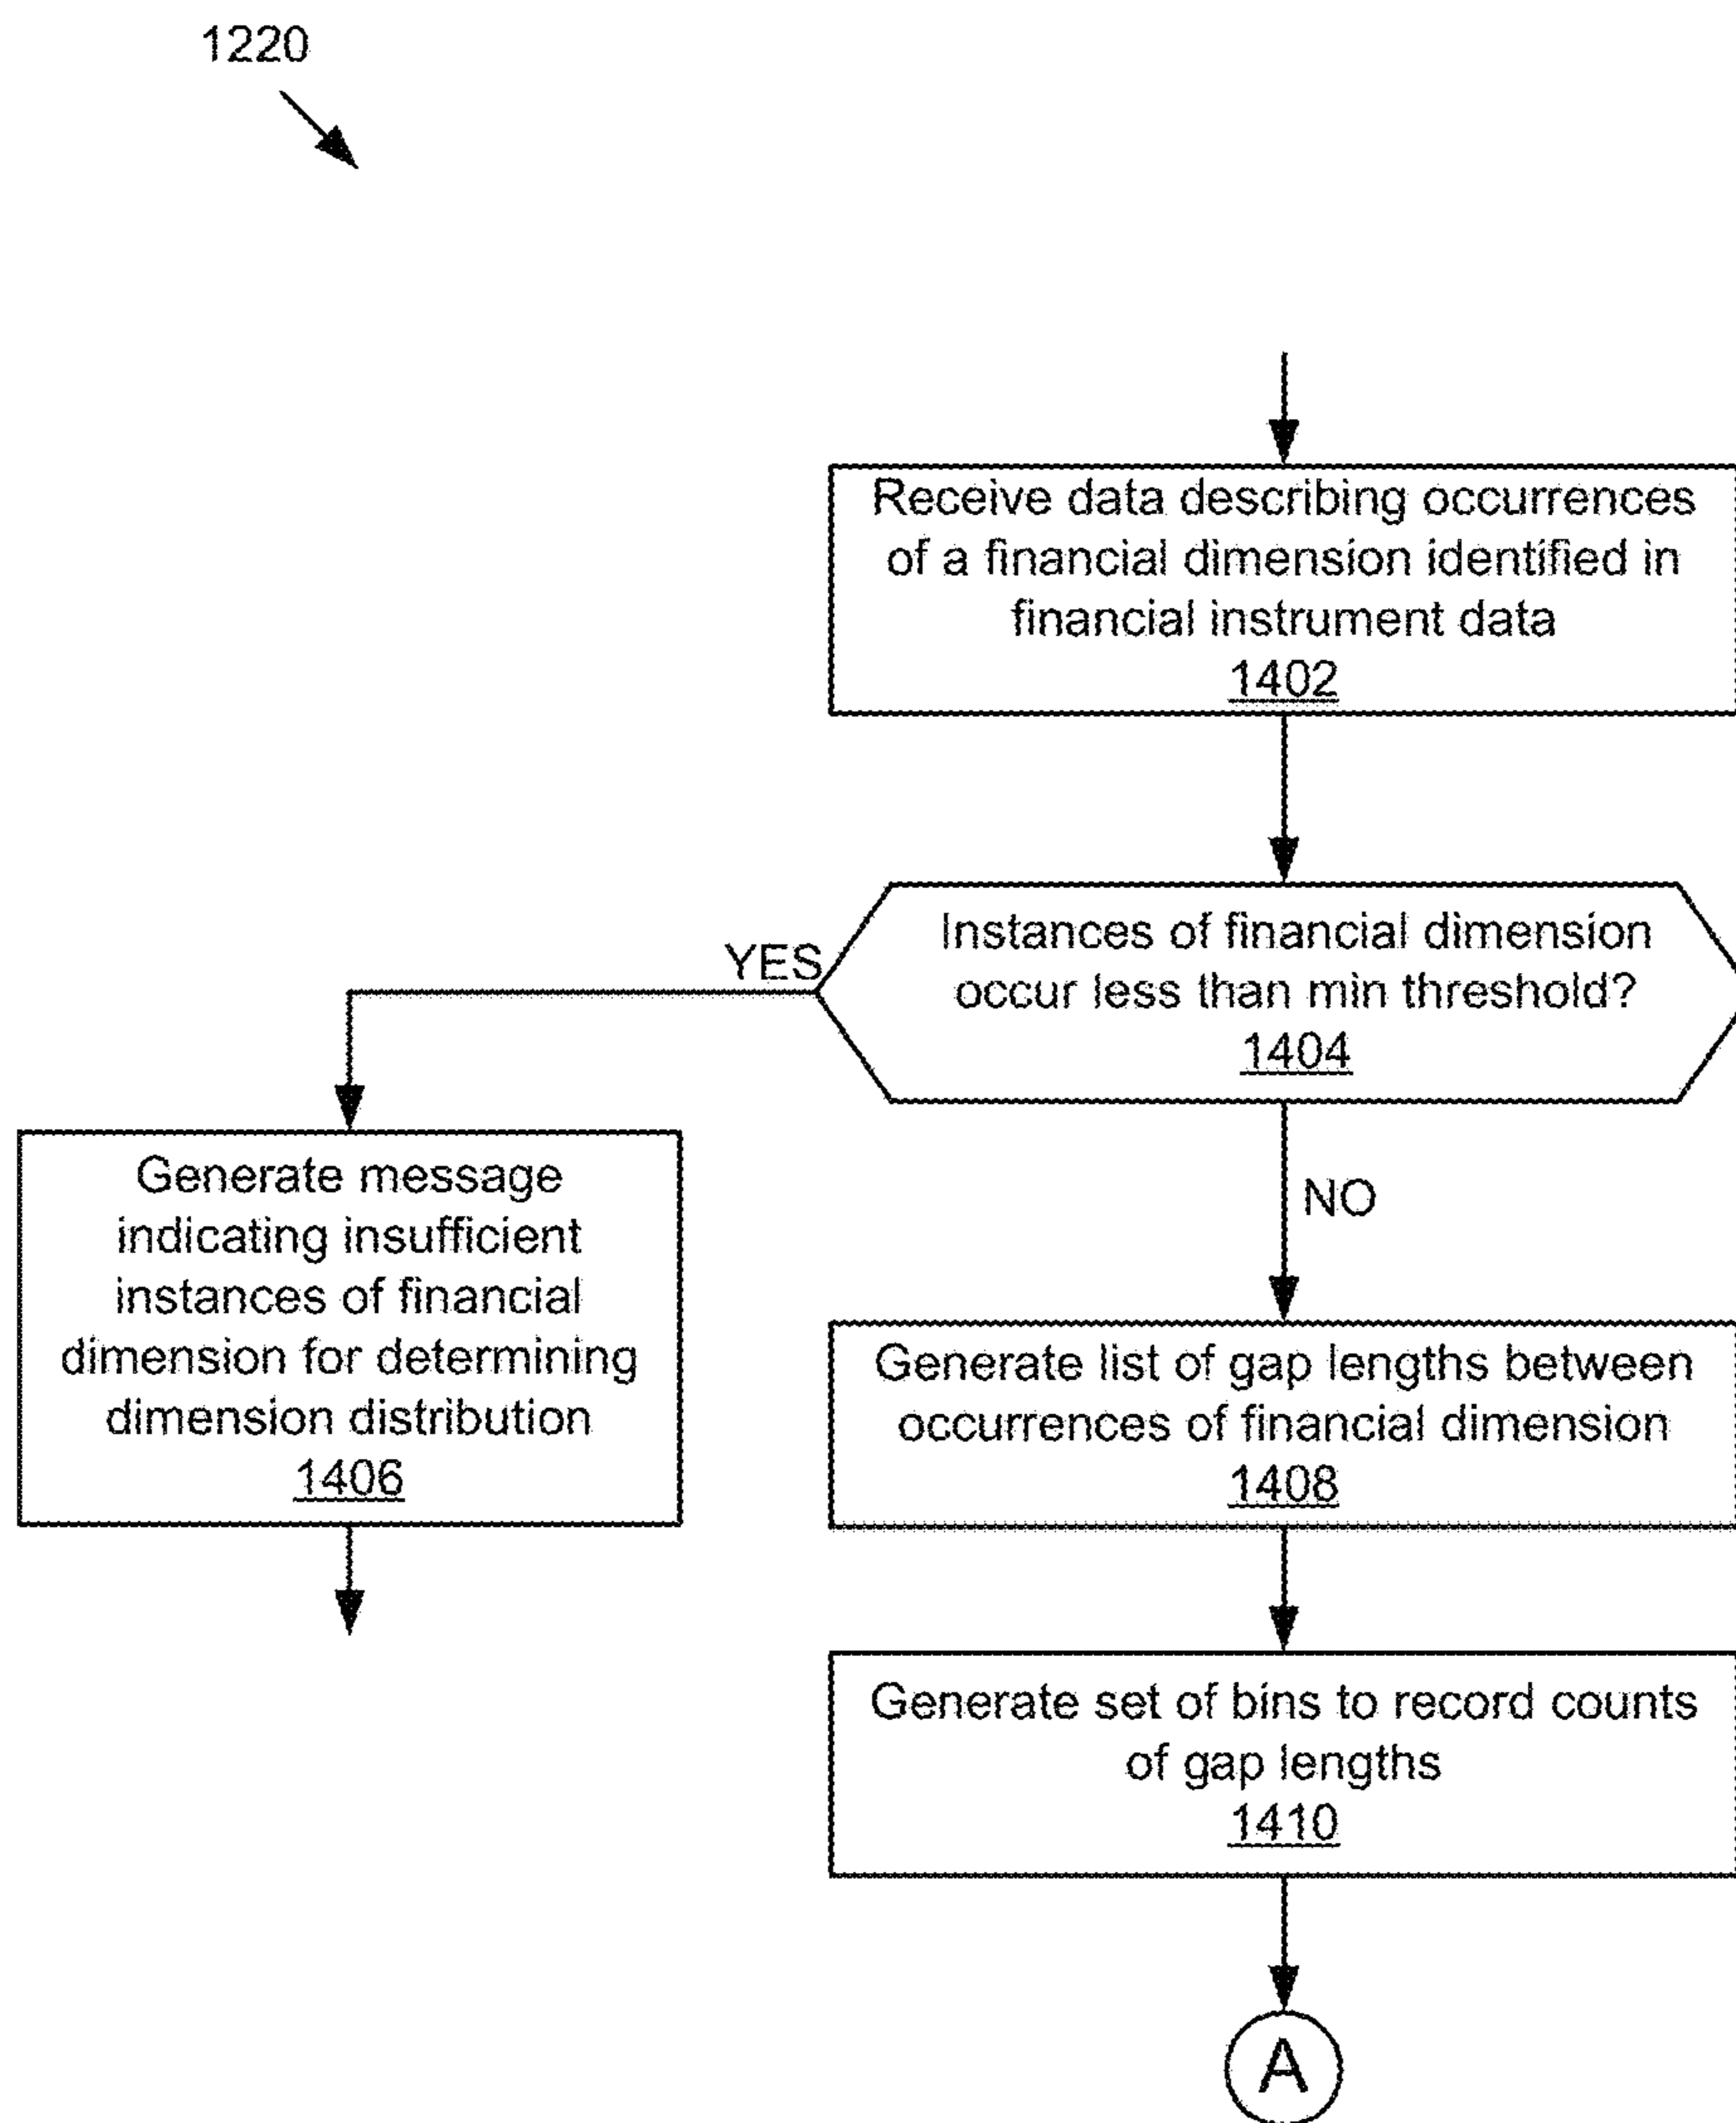 1220
Receive data describing occurrences
of a financial dimension identified in
financial instrument data
1402
Instances of financial dimension
occur less than min threshold?
1404
YES
NO
Generate message
indicating insufficient
instances of financial
dimension for determining
dimension distribution
1406
Generate list of gap lengths between
occurrences of financial dimension
1408
Generate set of bins to record counts
of gap lengths
1410
A